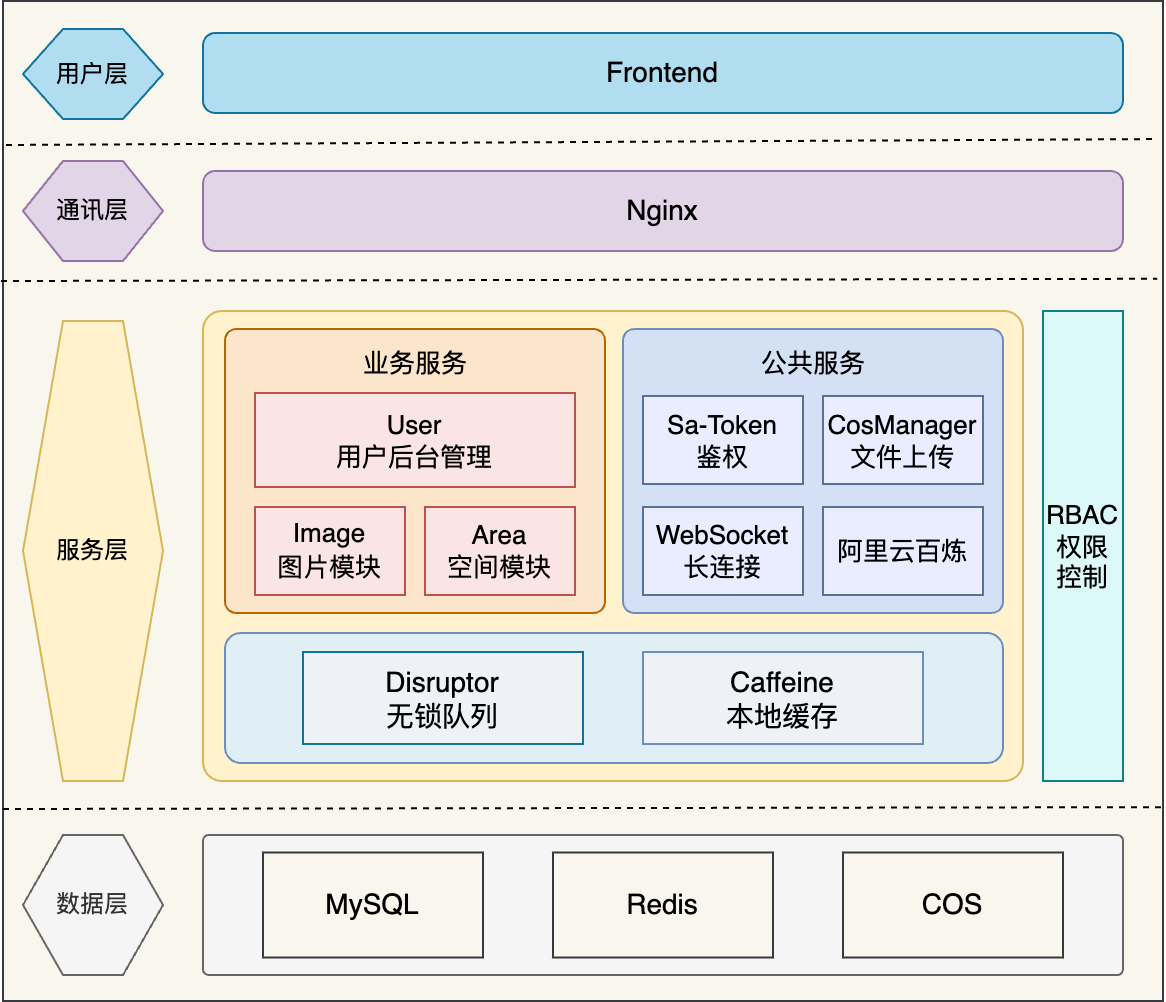 用户层
Frontend
通讯层
Nginx
服务层
业务服务
User
用户后台管理
Image
图片模块
Area
空间模块
公共服务
Sa-Token
鉴权
CosManager
文件上传
WebSocket
长连接
阿里云百炼
Disruptor
无锁队列
Caffeine
本地缓存
RBAC
权限
控制
数据层
MySQL
Redis
COS